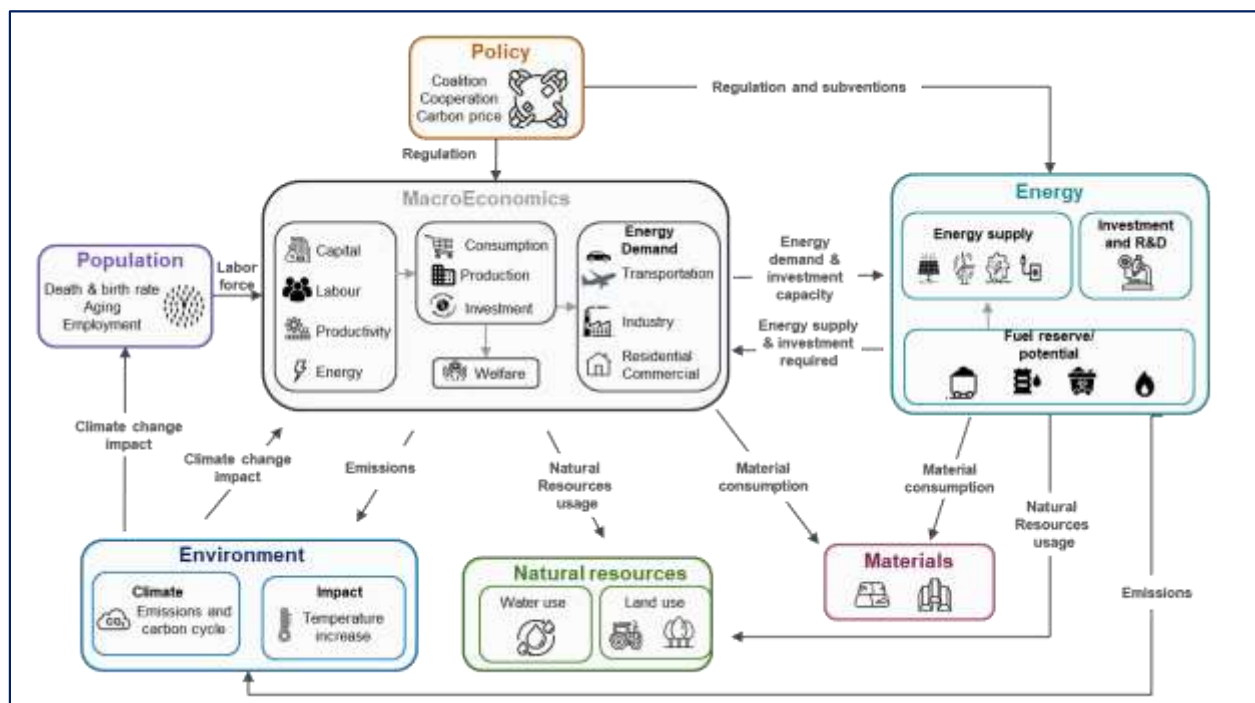 Policy
Coalition
Cooperation
Carbon price
Regulation and subventions
Regulation
MacroEconomics
Capital
Labour
Productivity
Energy
Consumption
Production
Investment
Welfare
Energy
Demand
Transportation
Industry
Residential
Commercial
Population
Death & birth rate
Aging
Employment
Labor
force
Energy
demand &
investment
capacity
Energy supply
& investment
required
Energy
Energy supply
Investment
and R&D
Fuel reserve/
potential
Climate change
impact
Climate change
impact
Emissions
Natural
Resources
usage
Material
consumption
Material
consumption
Natural
Resources
usage
Emissions
Environment
Climate
CO₂
Emissions and
carbon cycle
Impact
Temperature
increase
Natural resources
Water use
Land use
Materials